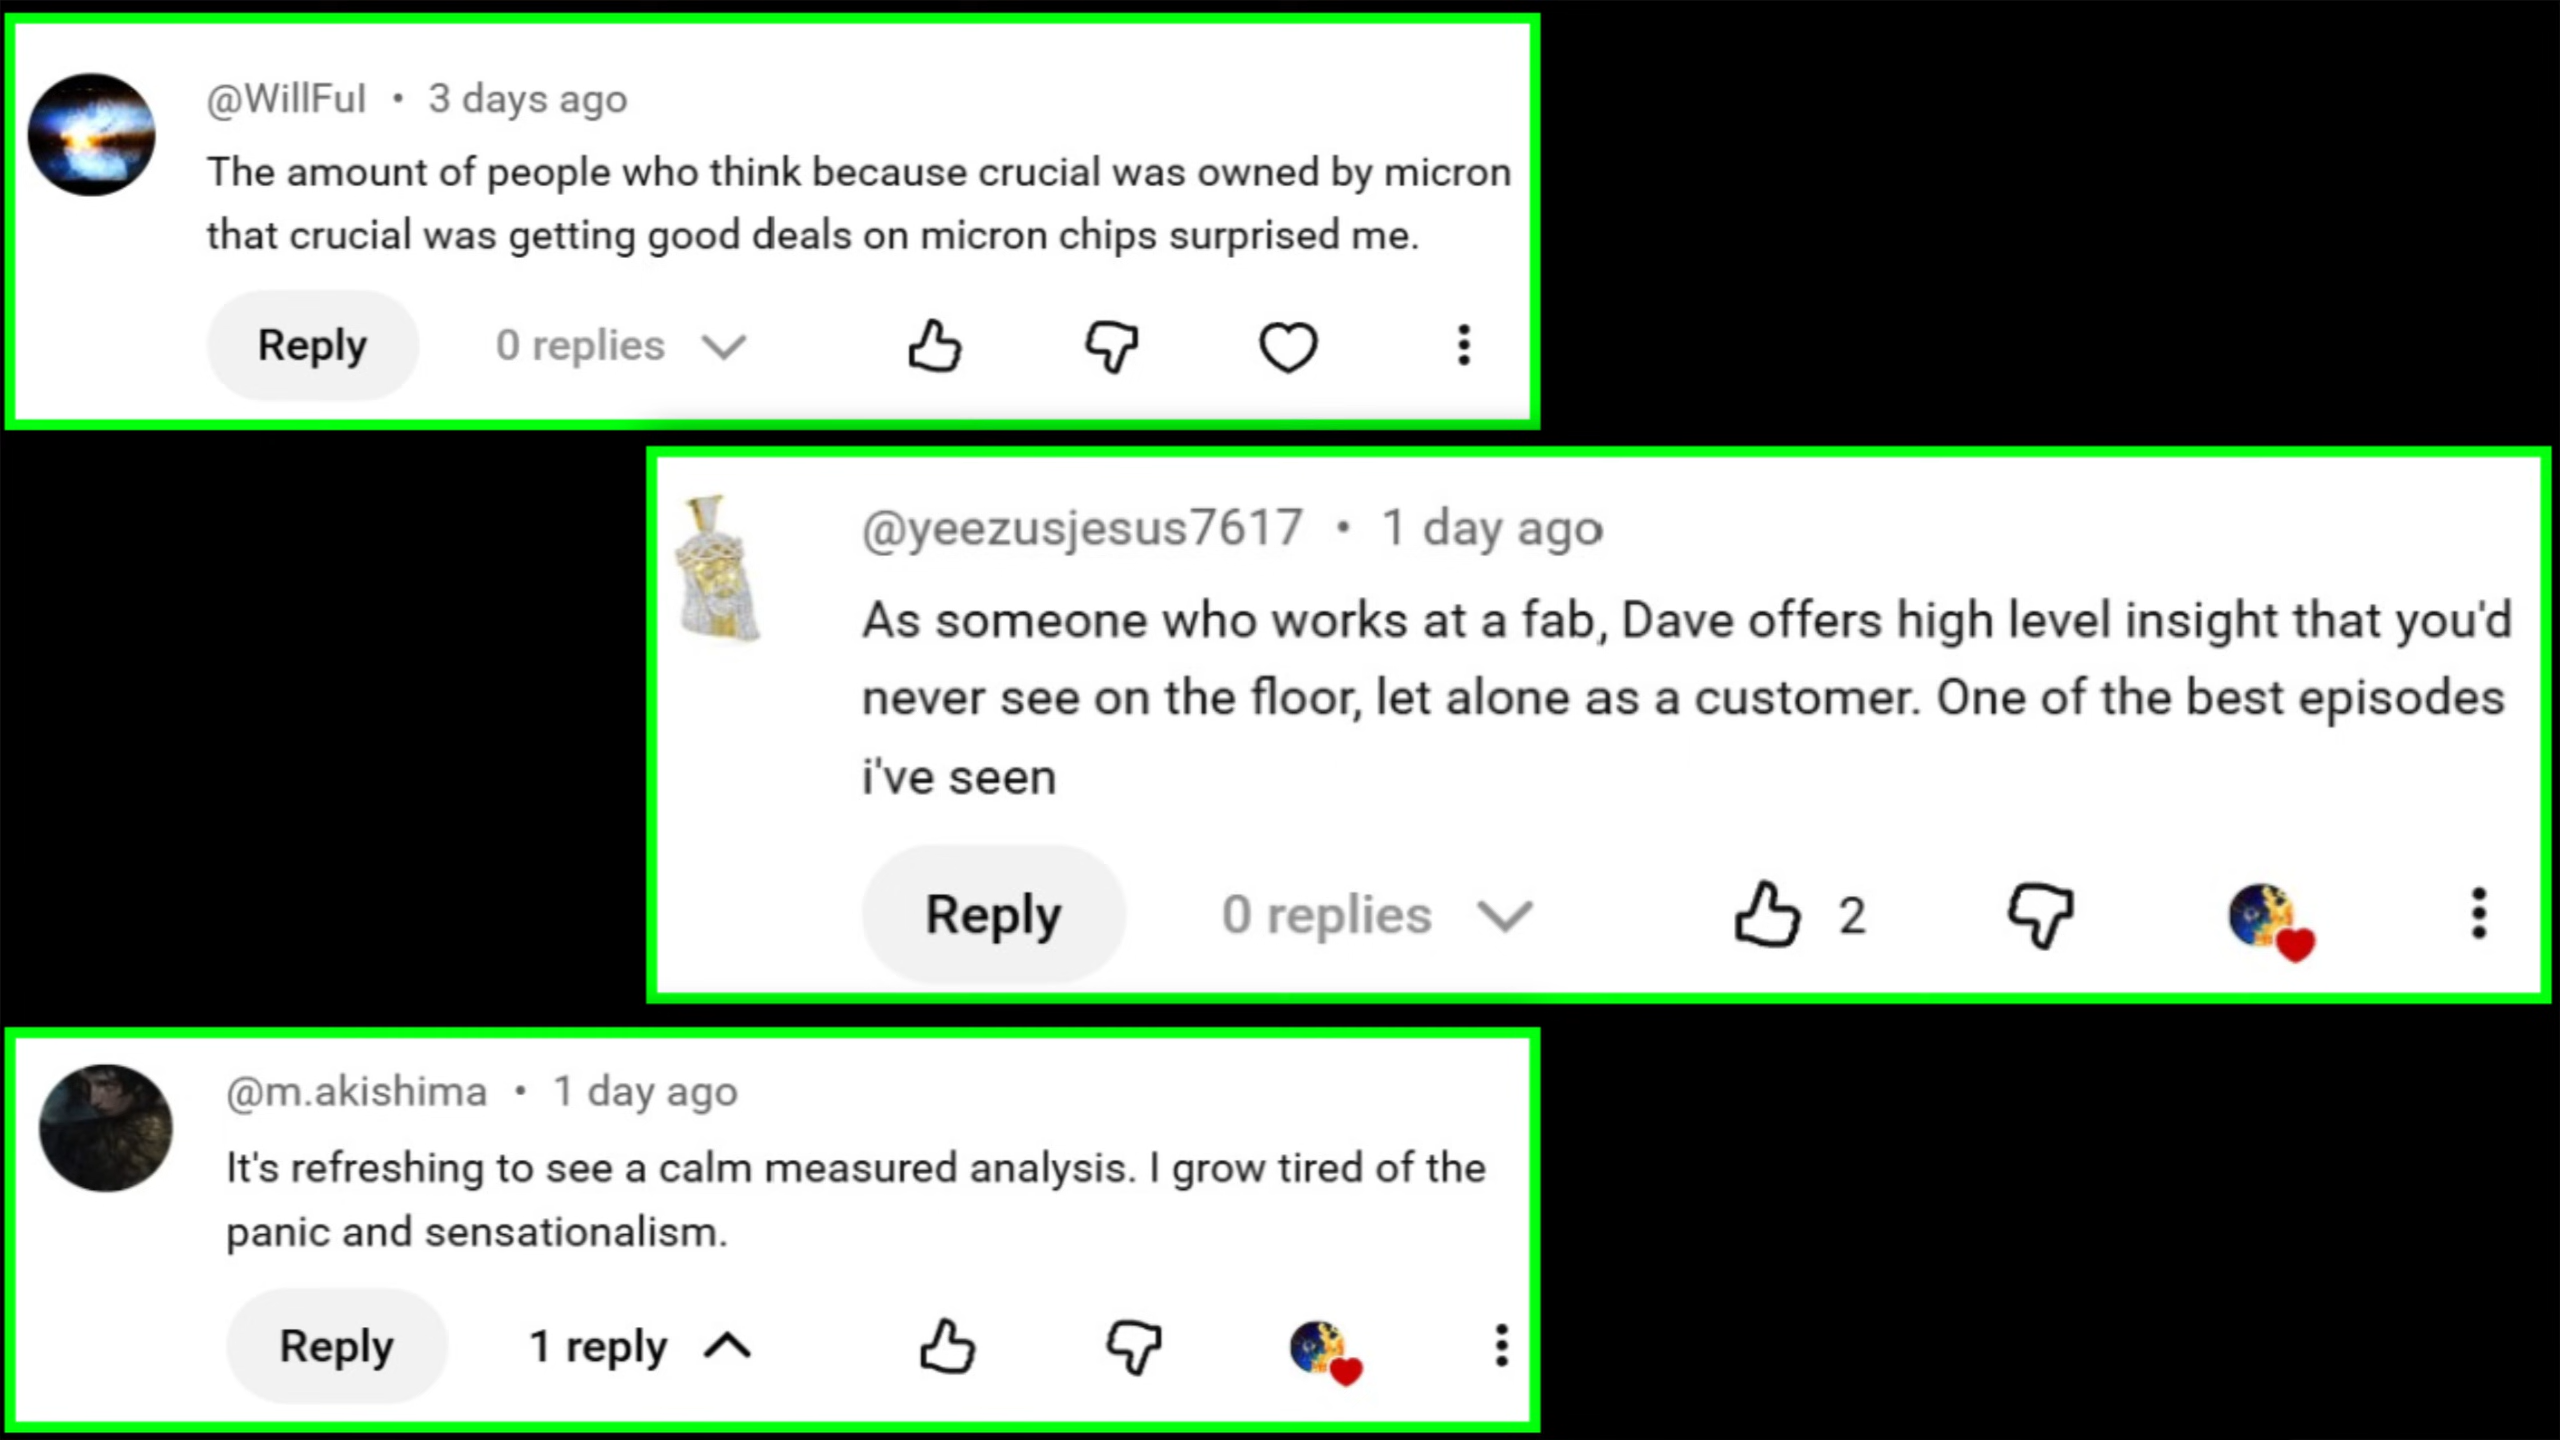 @WillFul • 3 days ago
The amount of people who think because crucial was owned by micron
that crucial was getting good deals on micron chips surprised me.
Reply 0 replies
@yeezusjesus7617 • 1 day ago
As someone who works at a fab, Dave offers high level insight that you'd
never see on the floor, let alone as a customer. One of the best episodes
i've seen
Reply 0 replies 2
@m.akishima • 1 day ago
It's refreshing to see a calm measured analysis. I grow tired of the
panic and sensationalism.
Reply 1 reply